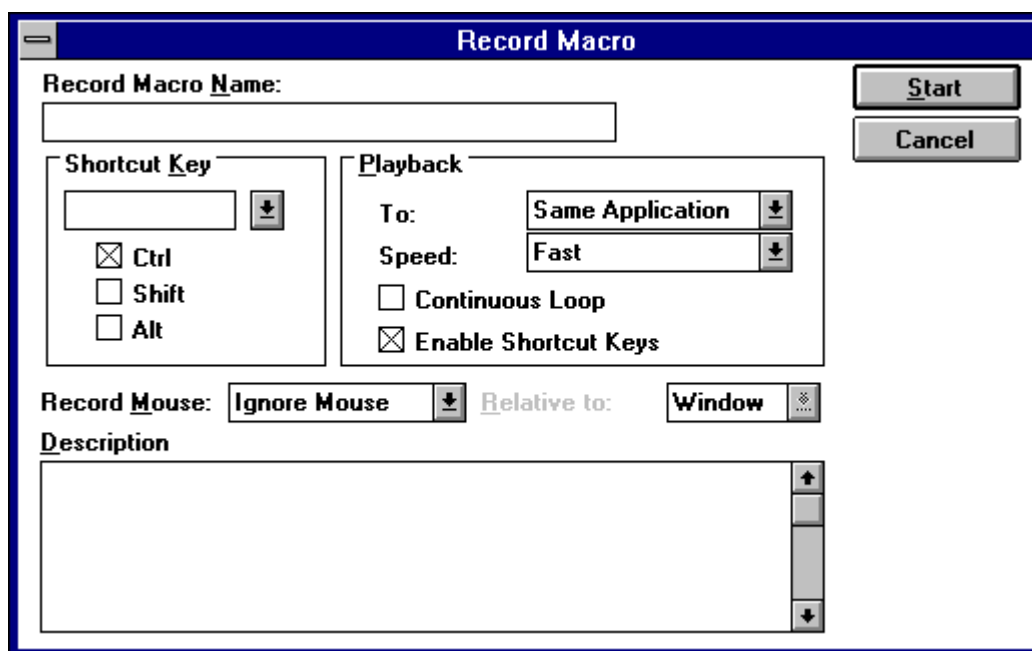 Record Macro
Record Macro Name:
Start
Cancel
Shortcut Key
Ctrl
Shift
Alt
Playback
To: Same Application
Speed: Fast
Continuous Loop
Enable Shortcut Keys
Record Mouse: Ignore Mouse Relative to: Window
Description